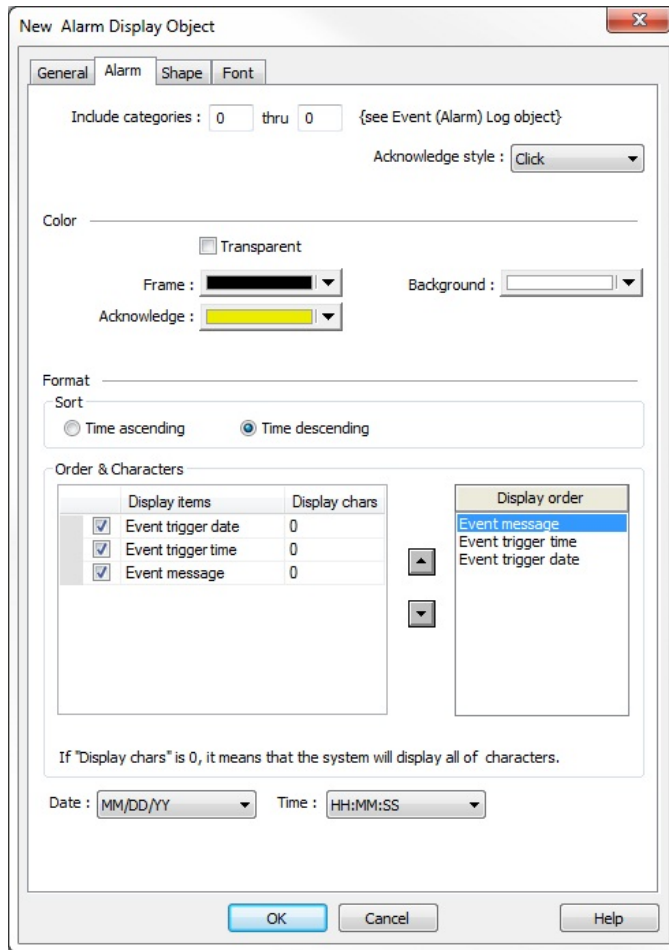 New Alarm Display Object
General Alarm Shape Font
Include categories : 0 thru 0 {see Event (Alarm) Log object}
Acknowledge style : Click
Color
Transparent
Frame : Background :
Acknowledge :
Format
Sort
Time ascending Time descending
Order & Characters
Display items Display chars
Event trigger date 0
Event trigger time 0
Event message 0
Display order
Event message
Event trigger time
Event trigger date
If "Display chars" is 0, it means that the system will display all of characters.
Date : MM/DD/YY Time : HH:MM:SS
OK Cancel Help